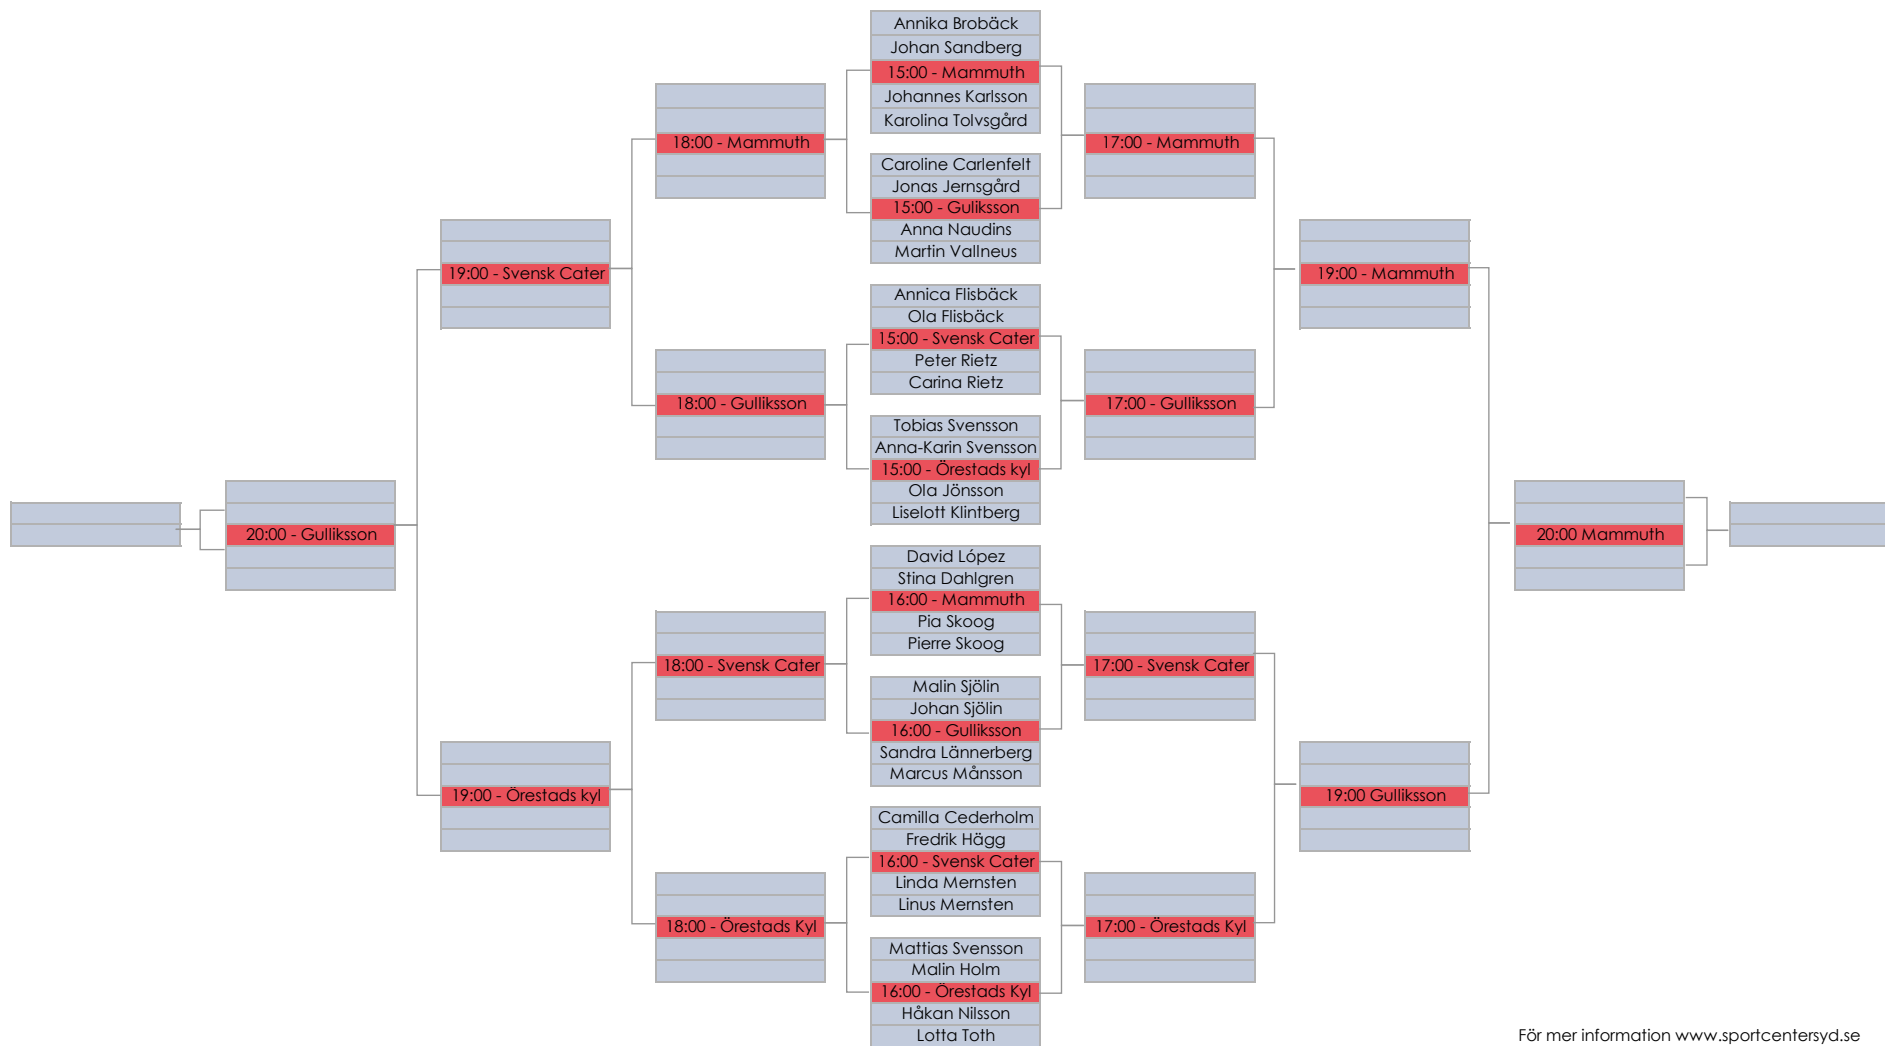 Annika Brobäck
Johan Sandberg
15:00 - Mammuth
Johannes Karlsson
Karolina Tolvsgård
18:00 - Mammuth
17:00 - Mammuth
Caroline Carlenfelt
Jonas Jernsgård
15:00 - Guliksson
Anna Naudins
Martin Vallneus
19:00 - Svensk Cater
19:00 - Mammuth
Annica Flisbäck
Ola Flisbäck
15:00 - Svensk Cater
Peter Rietz
Carina Rietz
18:00 - Gulliksson
17:00 - Gulliksson
Tobias Svensson
Anna-Karin Svensson
15:00 - Örestads kyl
Ola Jönsson
Liselott Klintberg
20:00 - Gulliksson
20:00 Mammuth
David López
Stina Dahlgren
16:00 - Mammuth
Pia Skoog
Pierre Skoog
18:00 - Svensk Cater
17:00 - Svensk Cater
Malin Sjölin
Johan Sjölin
16:00 - Gulliksson
Sandra Lännerberg
Marcus Månsson
19:00 - Örestads kyl
19:00 Gulliksson
Camilla Cederholm
Fredrik Hägg
16:00 - Svensk Cater
Linda Mernsten
Linus Mernsten
18:00 - Örestads Kyl
17:00 - Örestads Kyl
Mattias Svensson
Malin Holm
16:00 - Örestads Kyl
Håkan Nilsson
Lotta Toth
För mer information www.sportcentersyd.se